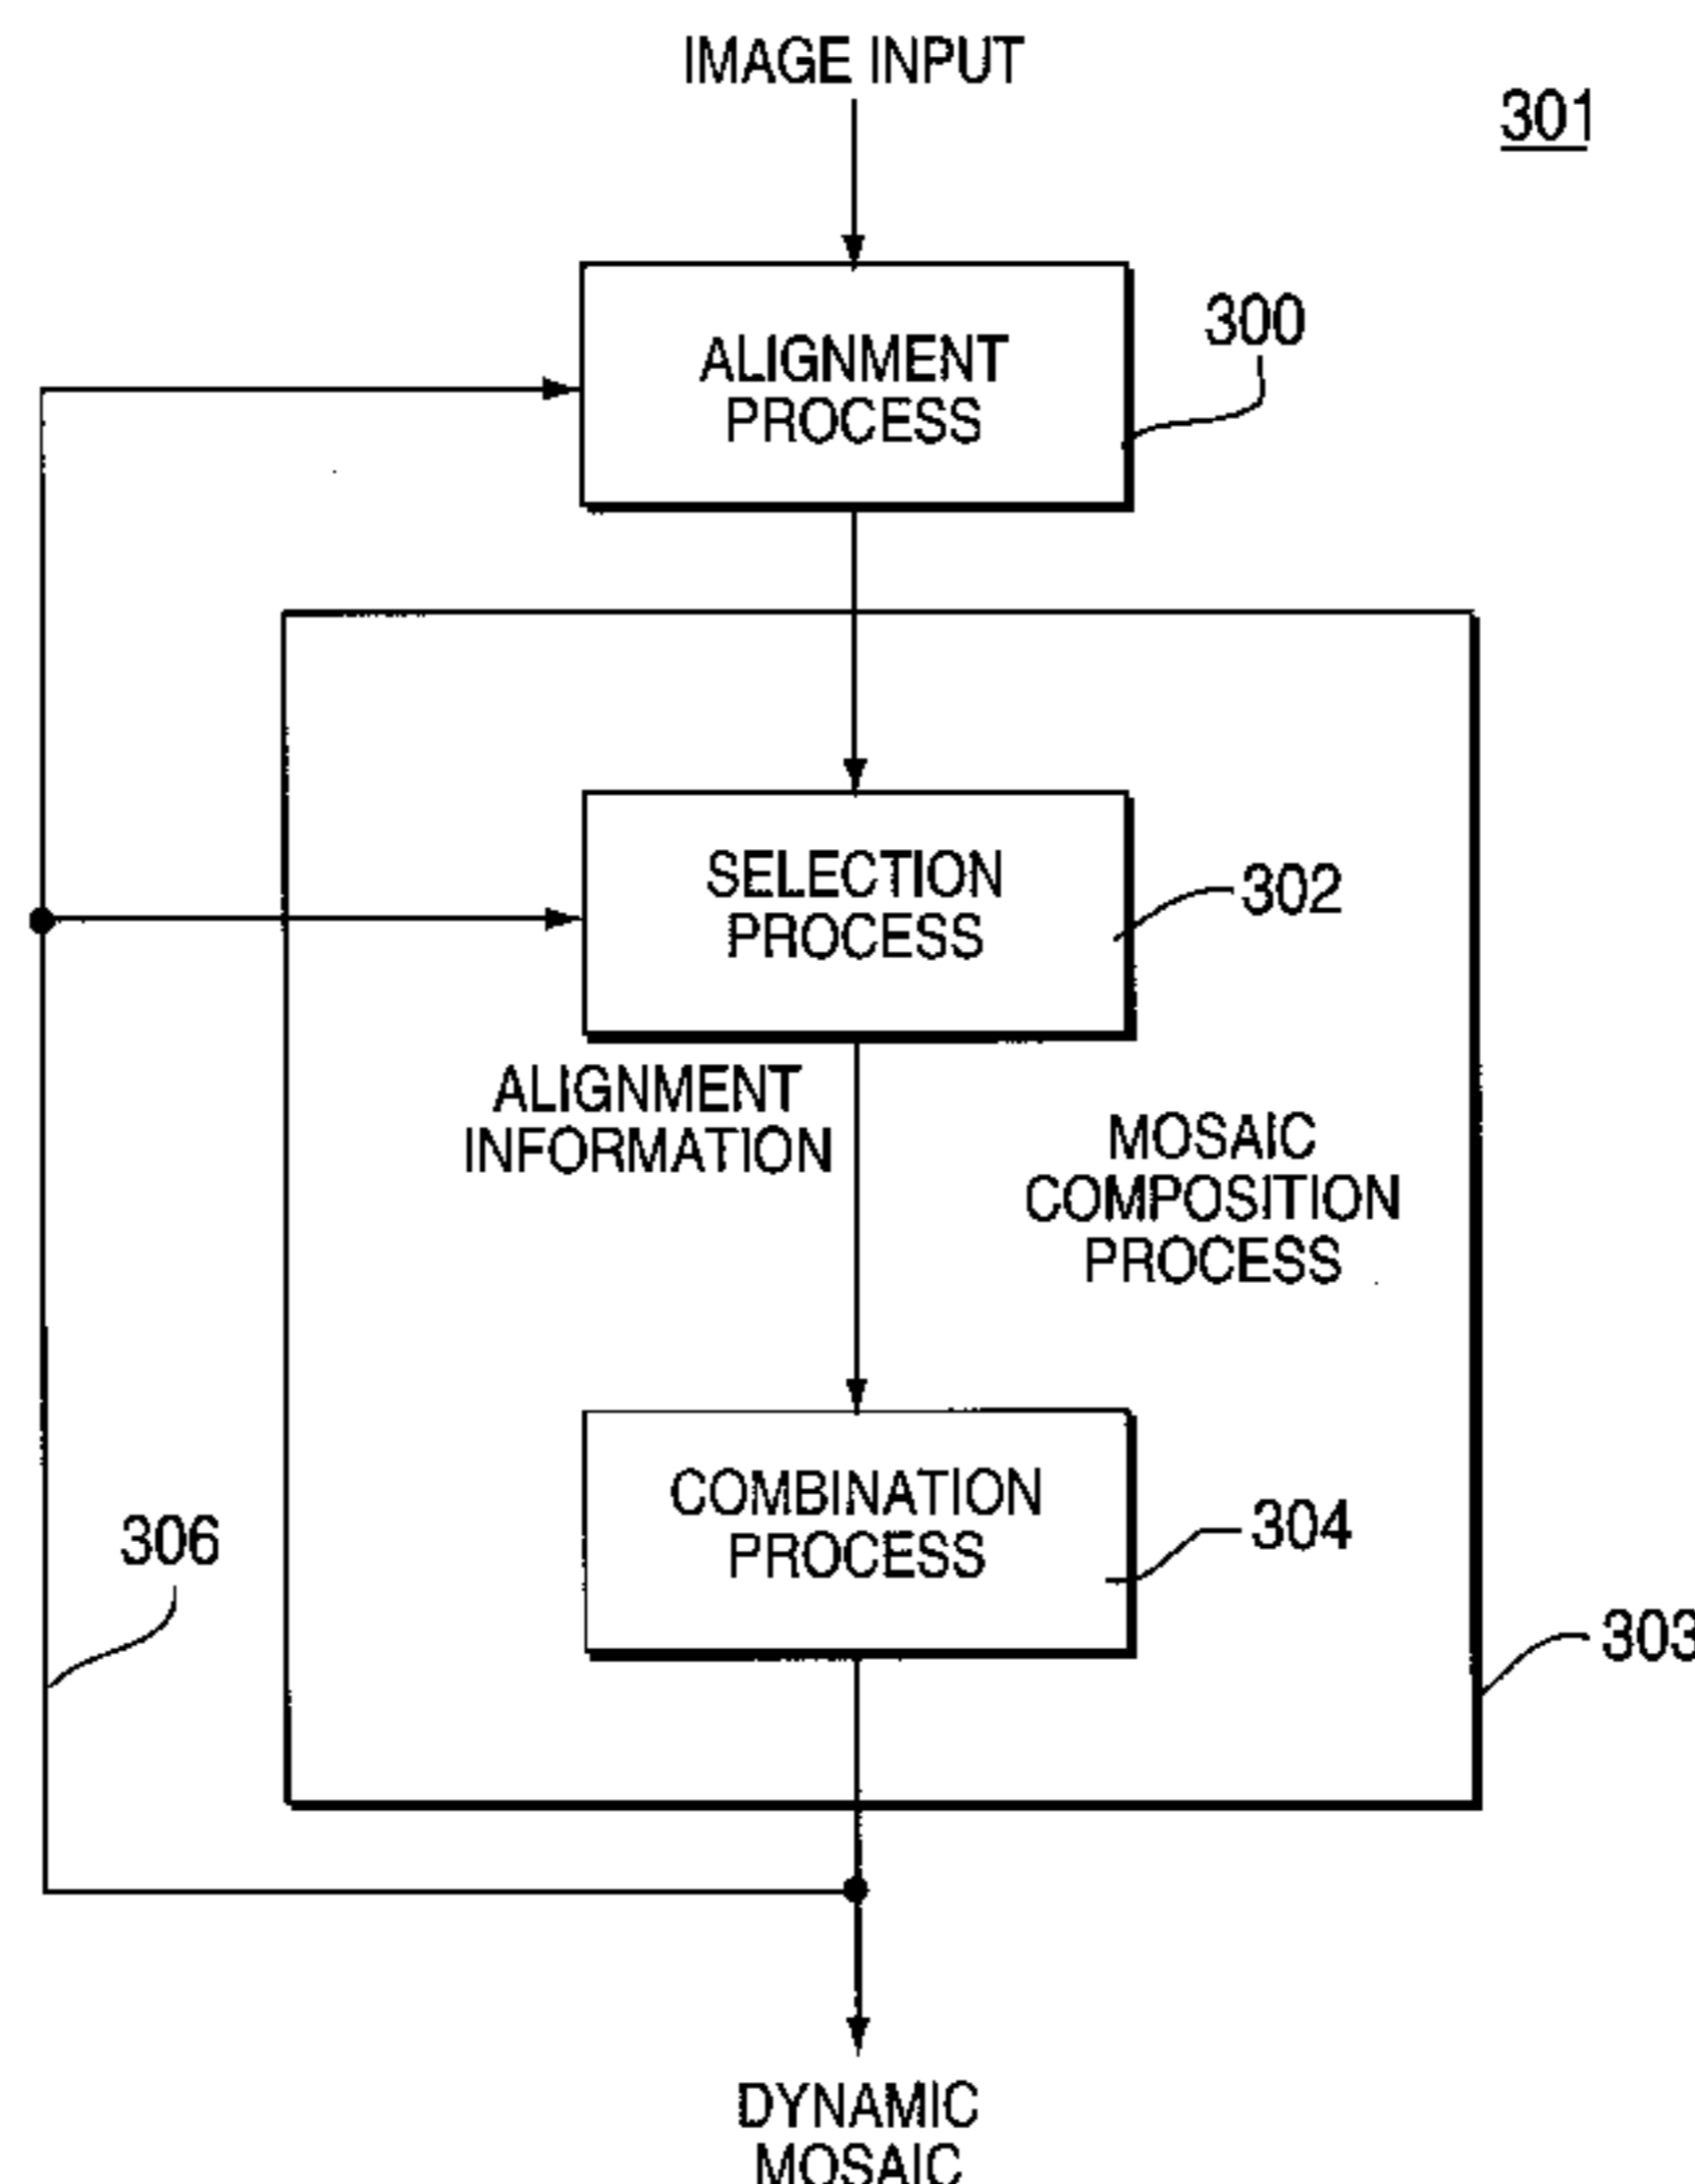 IMAGE INPUT
301
ALIGNMENT
PROCESS
300
SELECTION
PROCESS
302
ALIGNMENT
INFORMATION
MOSAIC
COMPOSITION
PROCESS
COMBINATION
PROCESS
304
306
303
DYNAMIC
MOSAIC